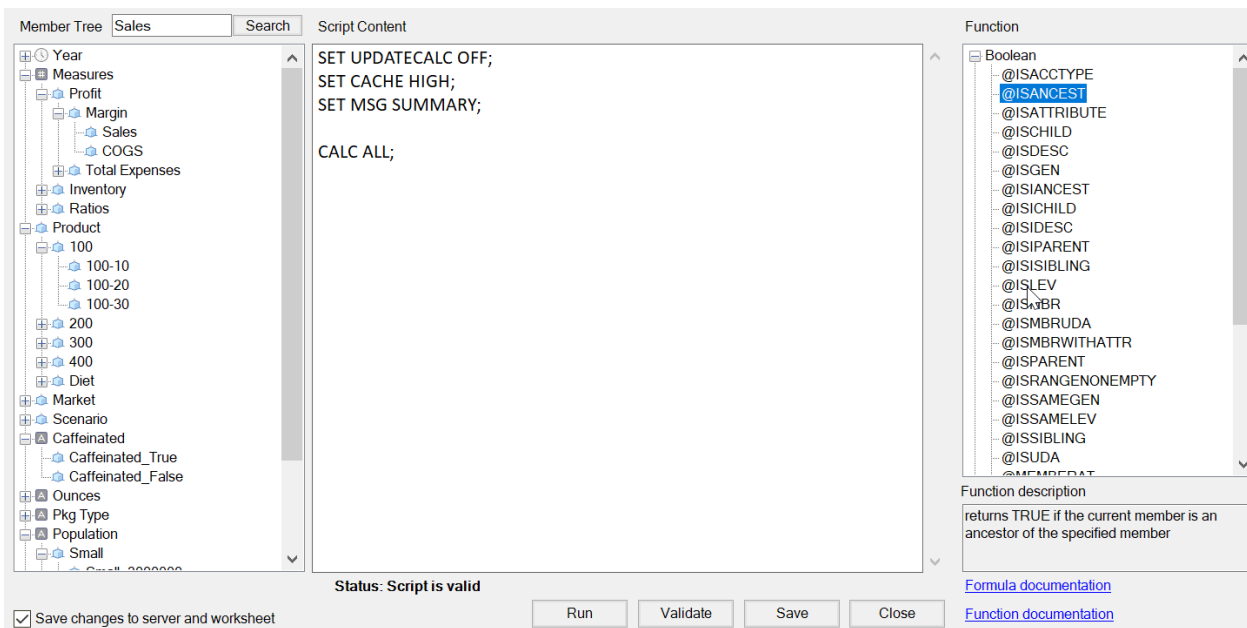 Member Tree
Sales
Search
Script Content
Function
Year
Measures
Profit
Margin
Sales
COGS
Total Expenses
Inventory
Ratios
Product
100
100-10
100-20
100-30
200
300
400
Diet
Market
Scenario
Caffeinated
Caffeinated_True
Caffeinated_False
Ounces
Pkg Type
Population
Small
SET UPDATECALC OFF;
SET CACHE HIGH;
SET MSG SUMMARY;
CALC ALL;
Boolean
@ISACCTYPE
@ISANCEST
@ISATTRIBUTE
@ISCHILD
@ISDESC
@ISGEN
@ISIANCEST
@ISICHILD
@ISIDESC
@ISIPARENT
@ISISIBLING
@ISLEV
@ISMBR
@ISMBRUDA
@ISMBRWITHATTR
@ISPARENT
@ISRANGENONEMPTY
@ISSAMEGEN
@ISSAMELEV
@ISSIBLING
@ISUDA
Function description
returns TRUE if the current member is an
ancestor of the specified member
Status: Script is valid
Formula documentation
Save changes to server and worksheet
Run
Validate
Save
Close
Function documentation